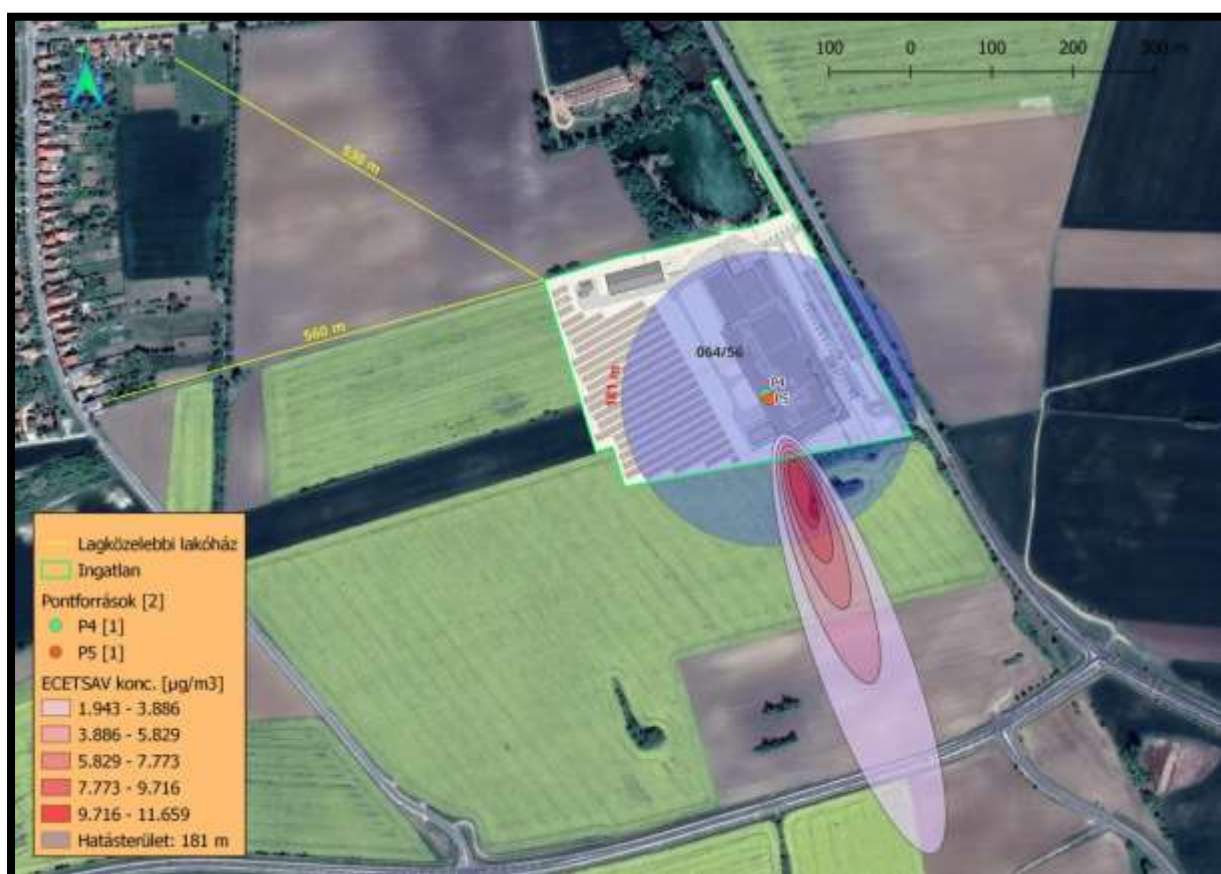 100 0 100 200 300 m
530 m
560 m
064/56
181 m
P4
P5
Lagközelebbi lakóház
Ingatlan
Pontforrások [2]
P4 [1]
P5 [1]
ECETSAV konc. [µg/m3]
1.943 - 3.886
3.886 - 5.829
5.829 - 7.773
7.773 - 9.716
9.716 - 11.659
Hatásterület: 181 m